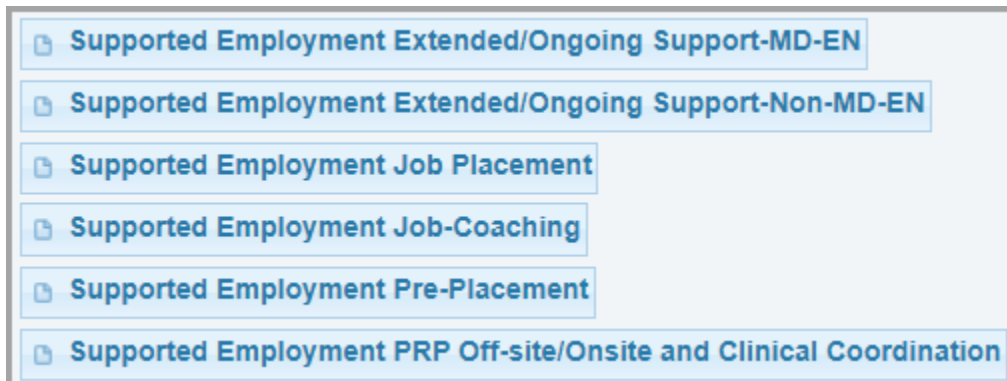 Supported Employment Extended/Ongoing Support-MD-EN
Supported Employment Extended/Ongoing Support-Non-MD-EN
Supported Employment Job Placement
Supported Employment Job-Coaching
Supported Employment Pre-Placement
Supported Employment PRP Off-site/Onsite and Clinical Coordination